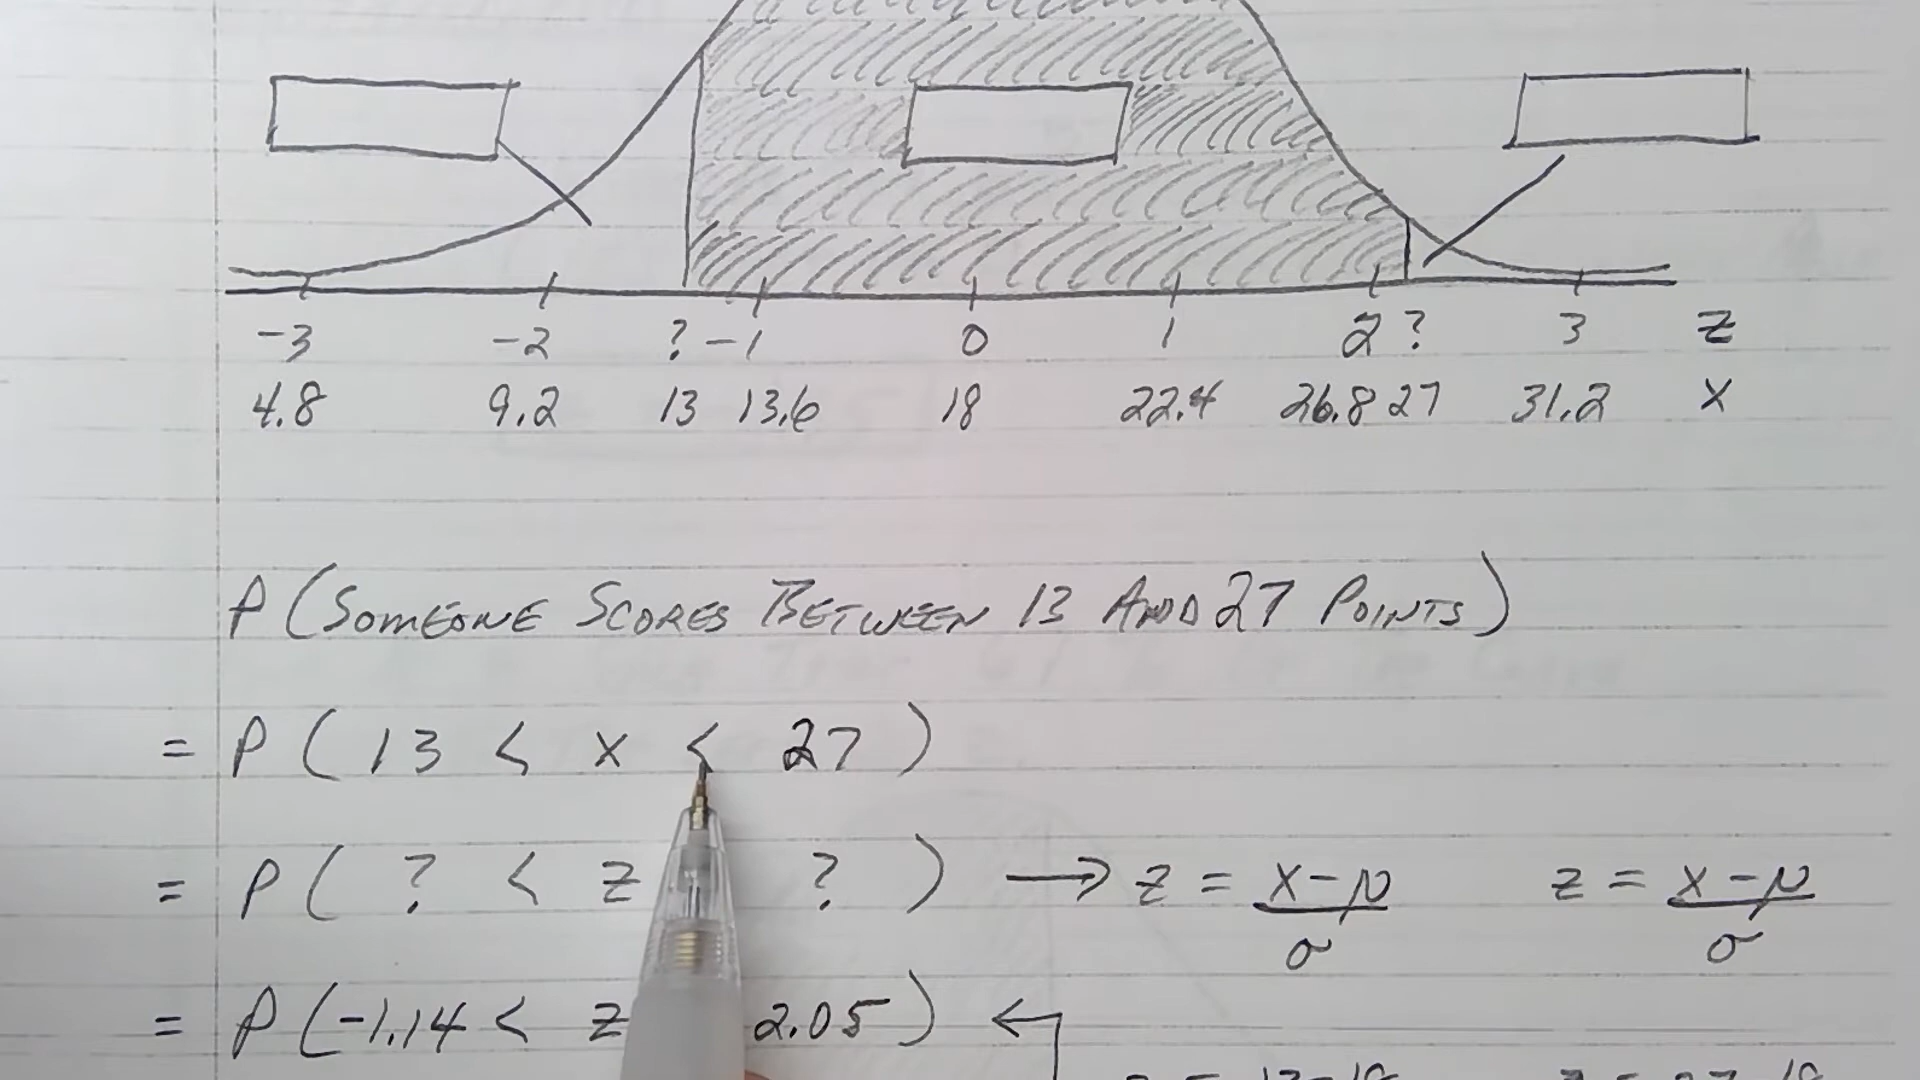 -3 -2 ? -1 0 1 2 ? 3 Z
4.8 9.2 13 13.6 18 22.4 26.8 27 31.2 X
P (SOMEONE SCORES BETWEEN 13 AND 27 POINTS)
= P ( 13 < X < 27 )
= P ( ? < Z ? ) → Z = X-μ / σ Z = X-μ / σ
= P (-1.14 < Z 2.05) ←